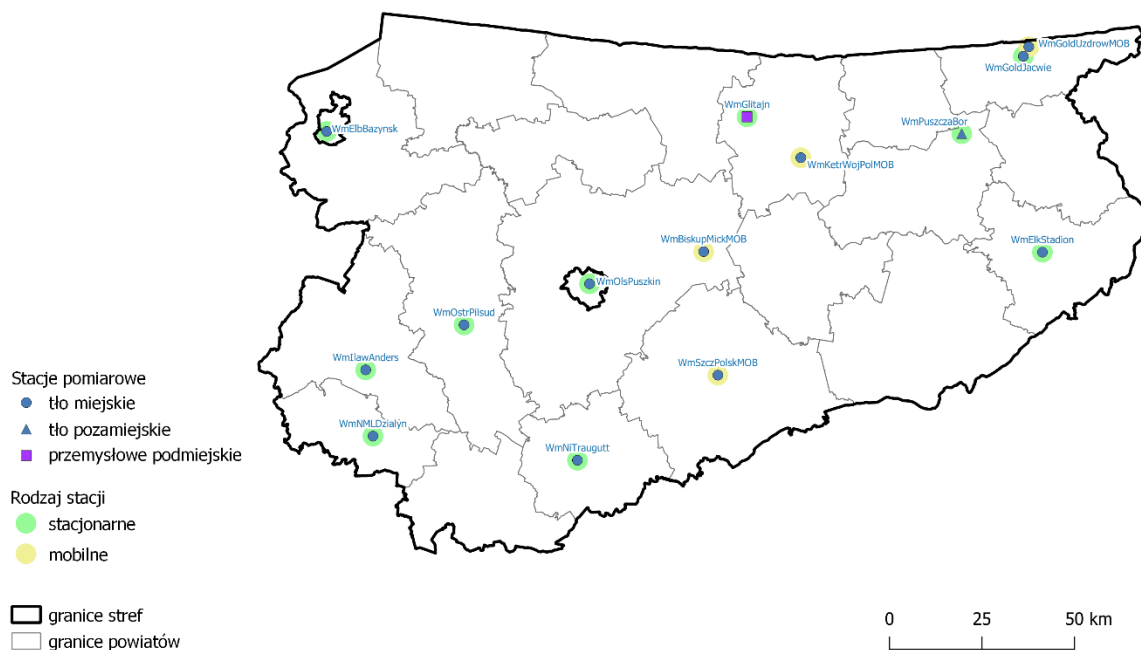 WmGoldUzdrowMOB
WmGoldJacwie
WmGlitajn
WmPuszczaBor
WmElbBazynsk
WmKetrWojPolMOB
WmBiskupMickMOB
WmElkStadion
WmOlsPuszkin
WmOstrPilsud
WmIlawAnders
WmSzczPolskMOB
WmNMLDzialyn
WmNiTraugutt
Stacje pomiarowe
tło miejskie
tło pozamiejskie
przemysłowe podmiejskie
Rodzaj stacji
stacjonarne
mobilne
granice stref
granice powiatów
0 25 50 km